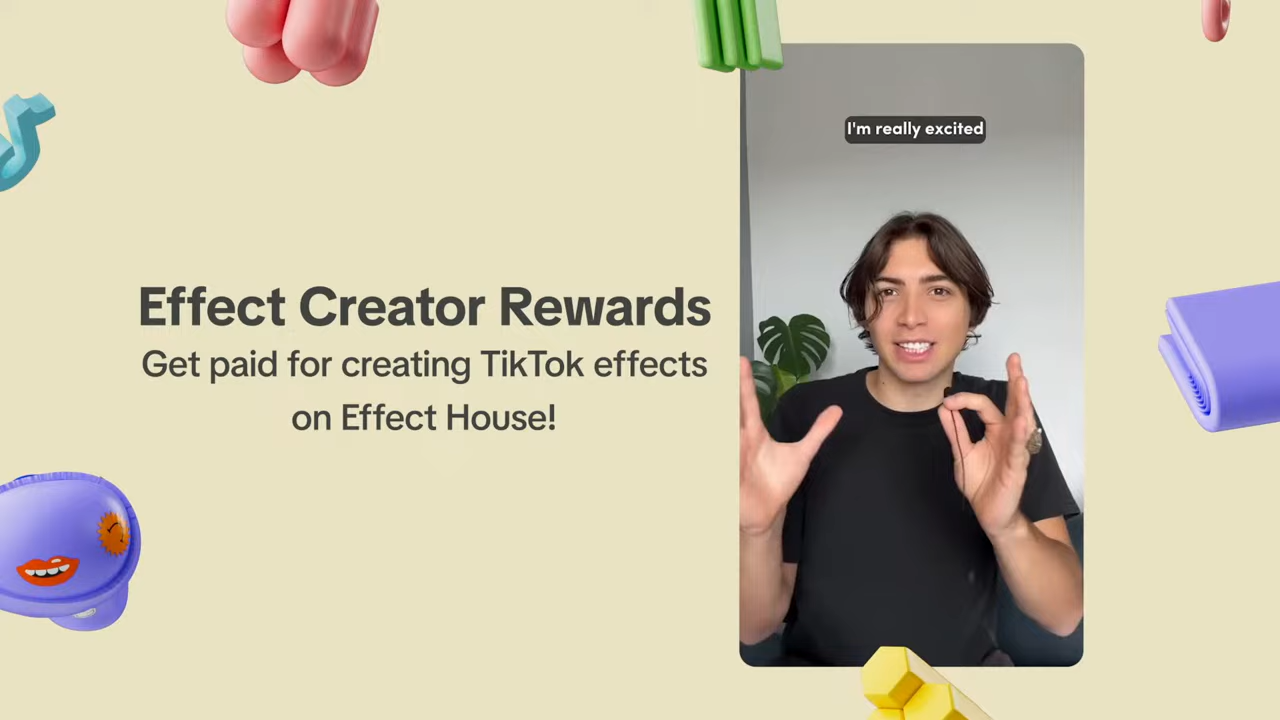 I'm really excited
Effect Creator Rewards
Get paid for creating TikTok effects
on Effect House!